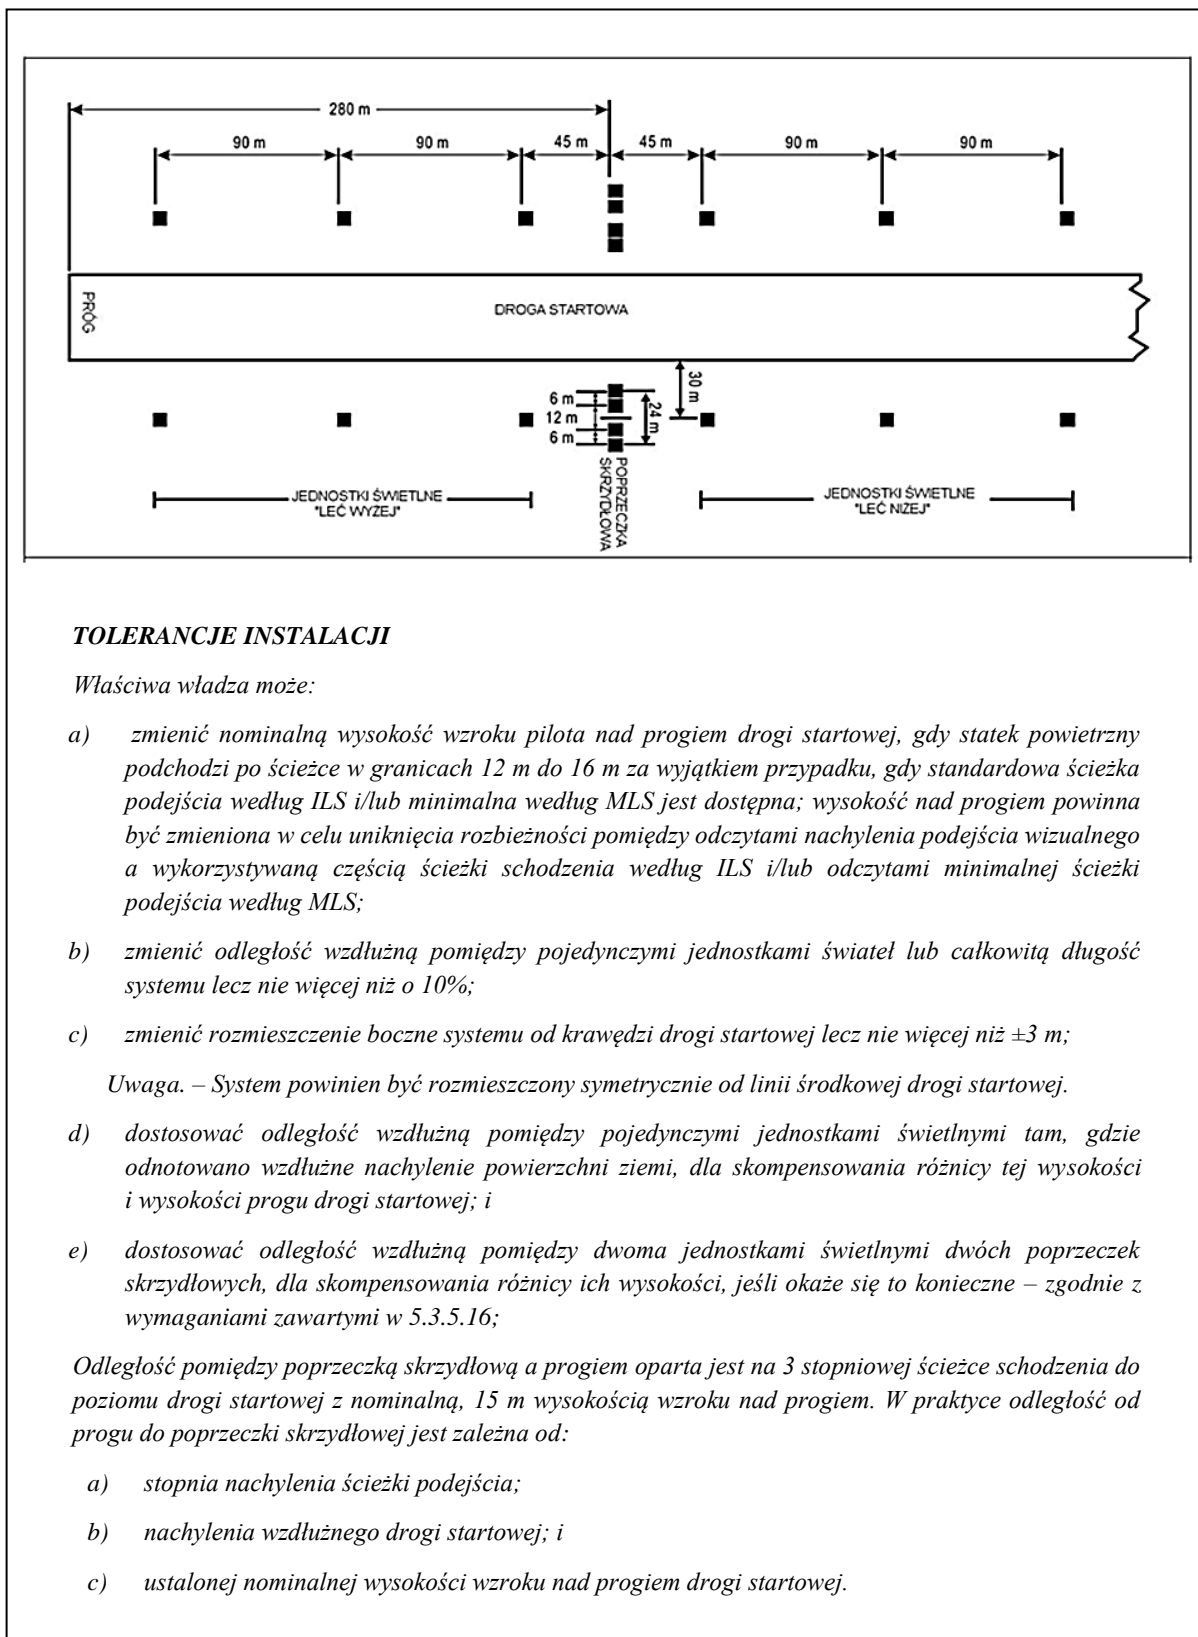 280 m
90 m 90 m 45 m 45 m 90 m 90 m
PRÓG
DROGA STARTOWA
30 m
6 m
12 m
6 m
24 m
POPRZECZKA
SKRZYDŁOWA
JEDNOSTKI ŚWIETLNE
"LEĆ WYŻEJ"
JEDNOSTKI ŚWIETLNE
"LEĆ NIŻEJ"
TOLERANCJE INSTALACJI
Właściwa władza może:
a) zmienić nominalną wysokość wzroku pilota nad progiem drogi startowej, gdy statek powietrzny
podchodzi po ścieżce w granicach 12 m do 16 m za wyjątkiem przypadku, gdy standardowa ścieżka
podejścia według ILS i/lub minimalna według MLS jest dostępna; wysokość nad progiem powinna
być zmieniona w celu uniknięcia rozbieżności pomiędzy odczytami nachylenia podejścia wizualnego
a wykorzystywaną częścią ścieżki schodzenia według ILS i/lub odczytami minimalnej ścieżki
podejścia według MLS;
b) zmienić odległość wzdłużną pomiędzy pojedynczymi jednostkami świateł lub całkowitą długość
systemu lecz nie więcej niż o 10%;
c) zmienić rozmieszczenie boczne systemu od krawędzi drogi startowej lecz nie więcej niż ±3 m;
Uwaga. – System powinien być rozmieszczony symetrycznie od linii środkowej drogi startowej.
d) dostosować odległość wzdłużną pomiędzy pojedynczymi jednostkami świetlnymi tam, gdzie
odnotowano wzdłużne nachylenie powierzchni ziemi, dla skompensowania różnicy tej wysokości
i wysokości progu drogi startowej; i
e) dostosować odległość wzdłużną pomiędzy dwoma jednostkami świetlnymi dwóch poprzeczek
skrzydłowych, dla skompensowania różnicy ich wysokości, jeśli okaże się to konieczne – zgodnie z
wymaganiami zawartymi w 5.3.5.16;
Odległość pomiędzy poprzeczką skrzydłową a progiem oparta jest na 3 stopniowej ścieżce schodzenia do
poziomu drogi startowej z nominalną, 15 m wysokością wzroku nad progiem. W praktyce odległość od
progu do poprzeczki skrzydłowej jest zależna od:
a) stopnia nachylenia ścieżki podejścia;
b) nachylenia wzdłużnego drogi startowej; i
c) ustalonej nominalnej wysokości wzroku nad progiem drogi startowej.